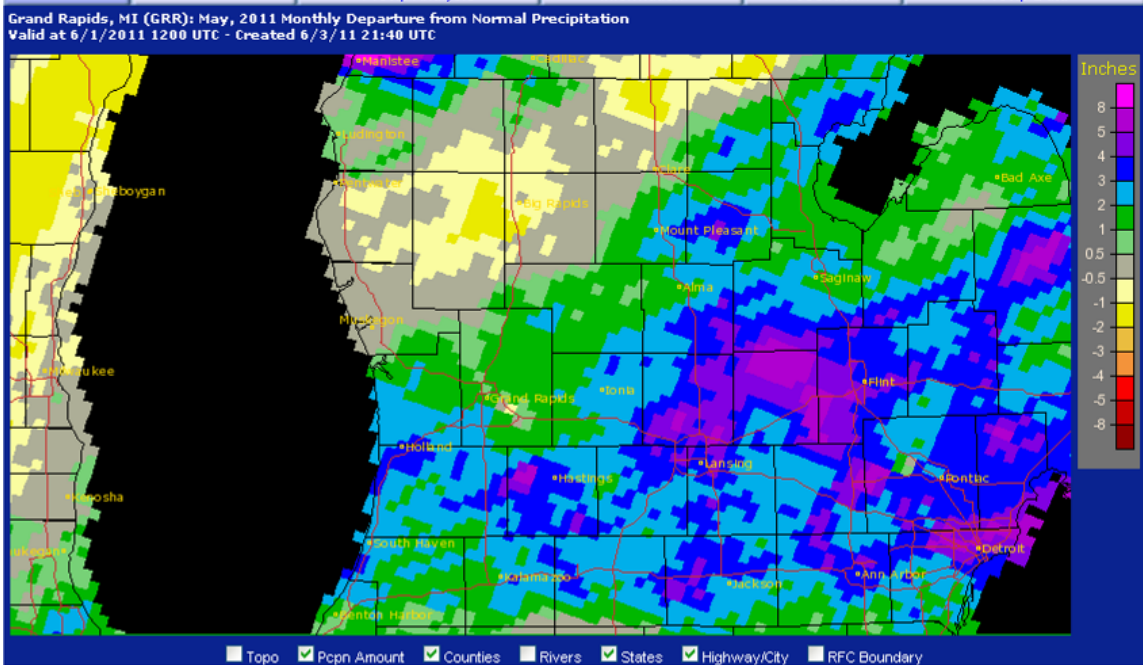 Grand Rapids, MI (GRR): May, 2011 Monthly Departure from Normal Precipitation
Valid at 6/1/2011 1200 UTC - Created 6/3/11 21:40 UTC
Inches
8
5
4
3
2
1
0.5
-0.5
-1
-2
-3
-4
-5
-8
Manistee
Cadillac
Ludington
Clare
Bad Axe
Sheboygan
Pentwater
Big Rapids
Mount Pleasant
Saginaw
Alma
Muskegon
Milwaukee
Flint
Ionia
Grand Rapids
Holland
Lansing
Hastings
Pontiac
Kenosha
South Haven
Detroit
aukegan
Kalamazoo
Jackson
Ann Arbor
Benton Harbor
Topo Pcpn Amount Counties Rivers States Highway/City RFC Boundary